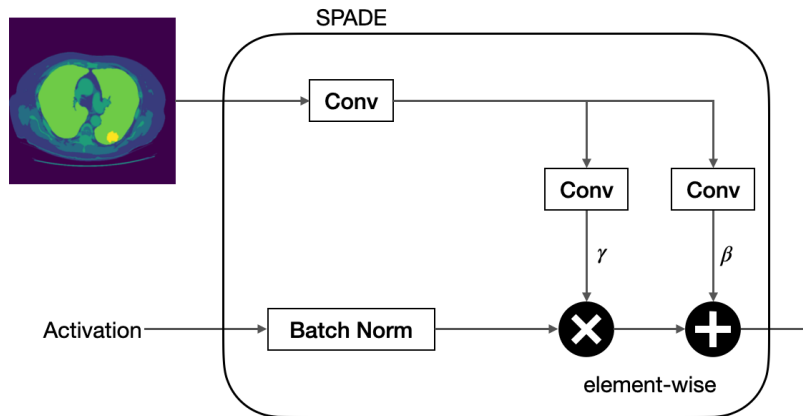 SPADE
Conv
Conv
Conv
γ
β
Activation
Batch Norm
element-wise